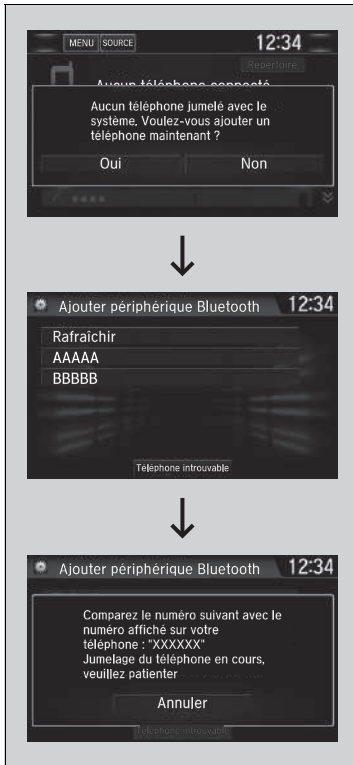 MENU SOURCE 12:34
Répertoire
Aucun téléphone connecté
Aucun téléphone jumelé avec le
système. Voulez-vous ajouter un
téléphone maintenant ?
Oui Non
Ajouter périphérique Bluetooth 12:34
Rafraîchir
AAAAA
BBBBB
Téléphone introuvable
Ajouter périphérique Bluetooth 12:34
Comparez le numéro suivant avec le
numéro affiché sur votre
téléphone : "XXXXXX"
Jumelage du téléphone en cours,
veuillez patienter
Annuler
Téléphone introuvable